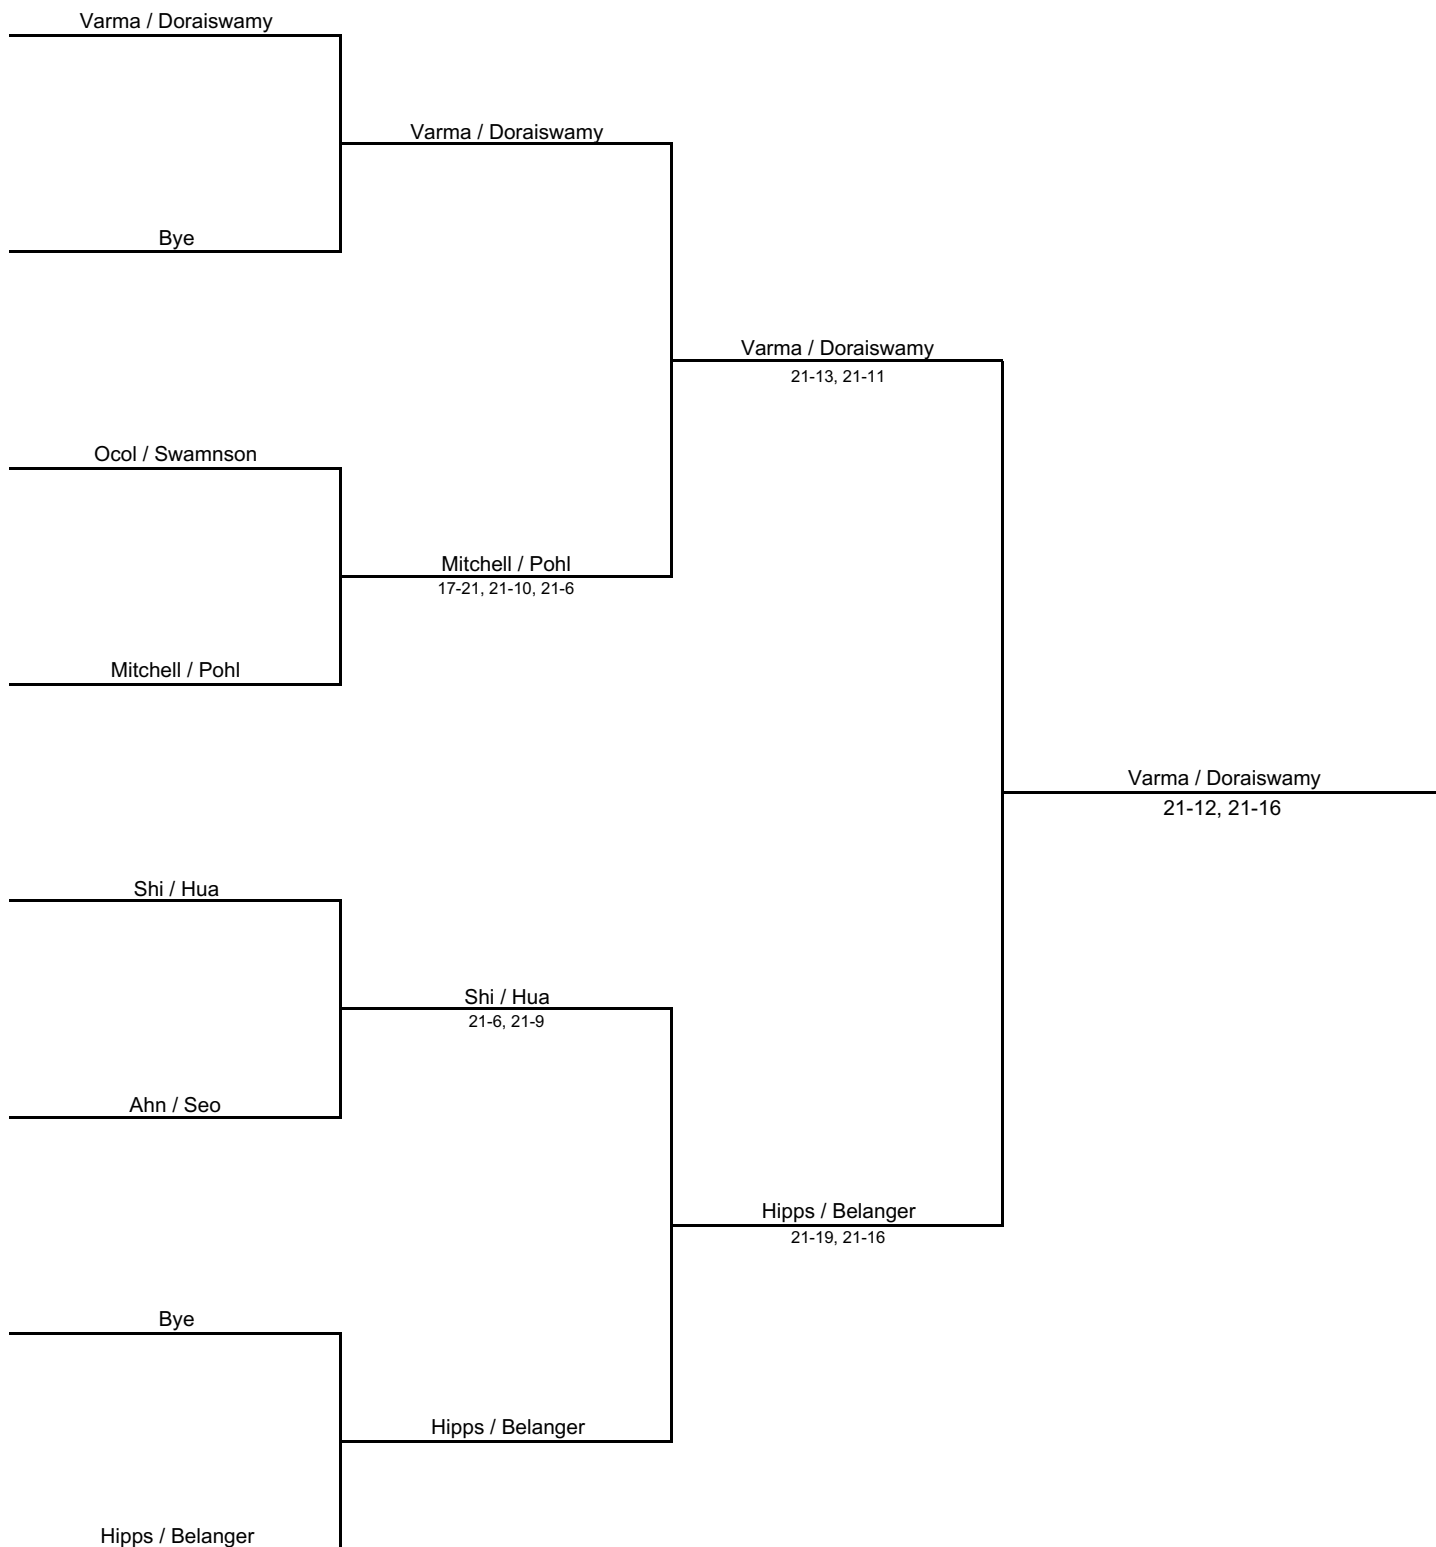 Varma / Doraiswamy
Varma / Doraiswamy
Bye
Varma / Doraiswamy
21-13, 21-11
Ocol / Swamnson
Mitchell / Pohl
17-21, 21-10, 21-6
Mitchell / Pohl
Varma / Doraiswamy
21-12, 21-16
Shi / Hua
Shi / Hua
21-6, 21-9
Ahn / Seo
Hipps / Belanger
21-19, 21-16
Bye
Hipps / Belanger
Hipps / Belanger